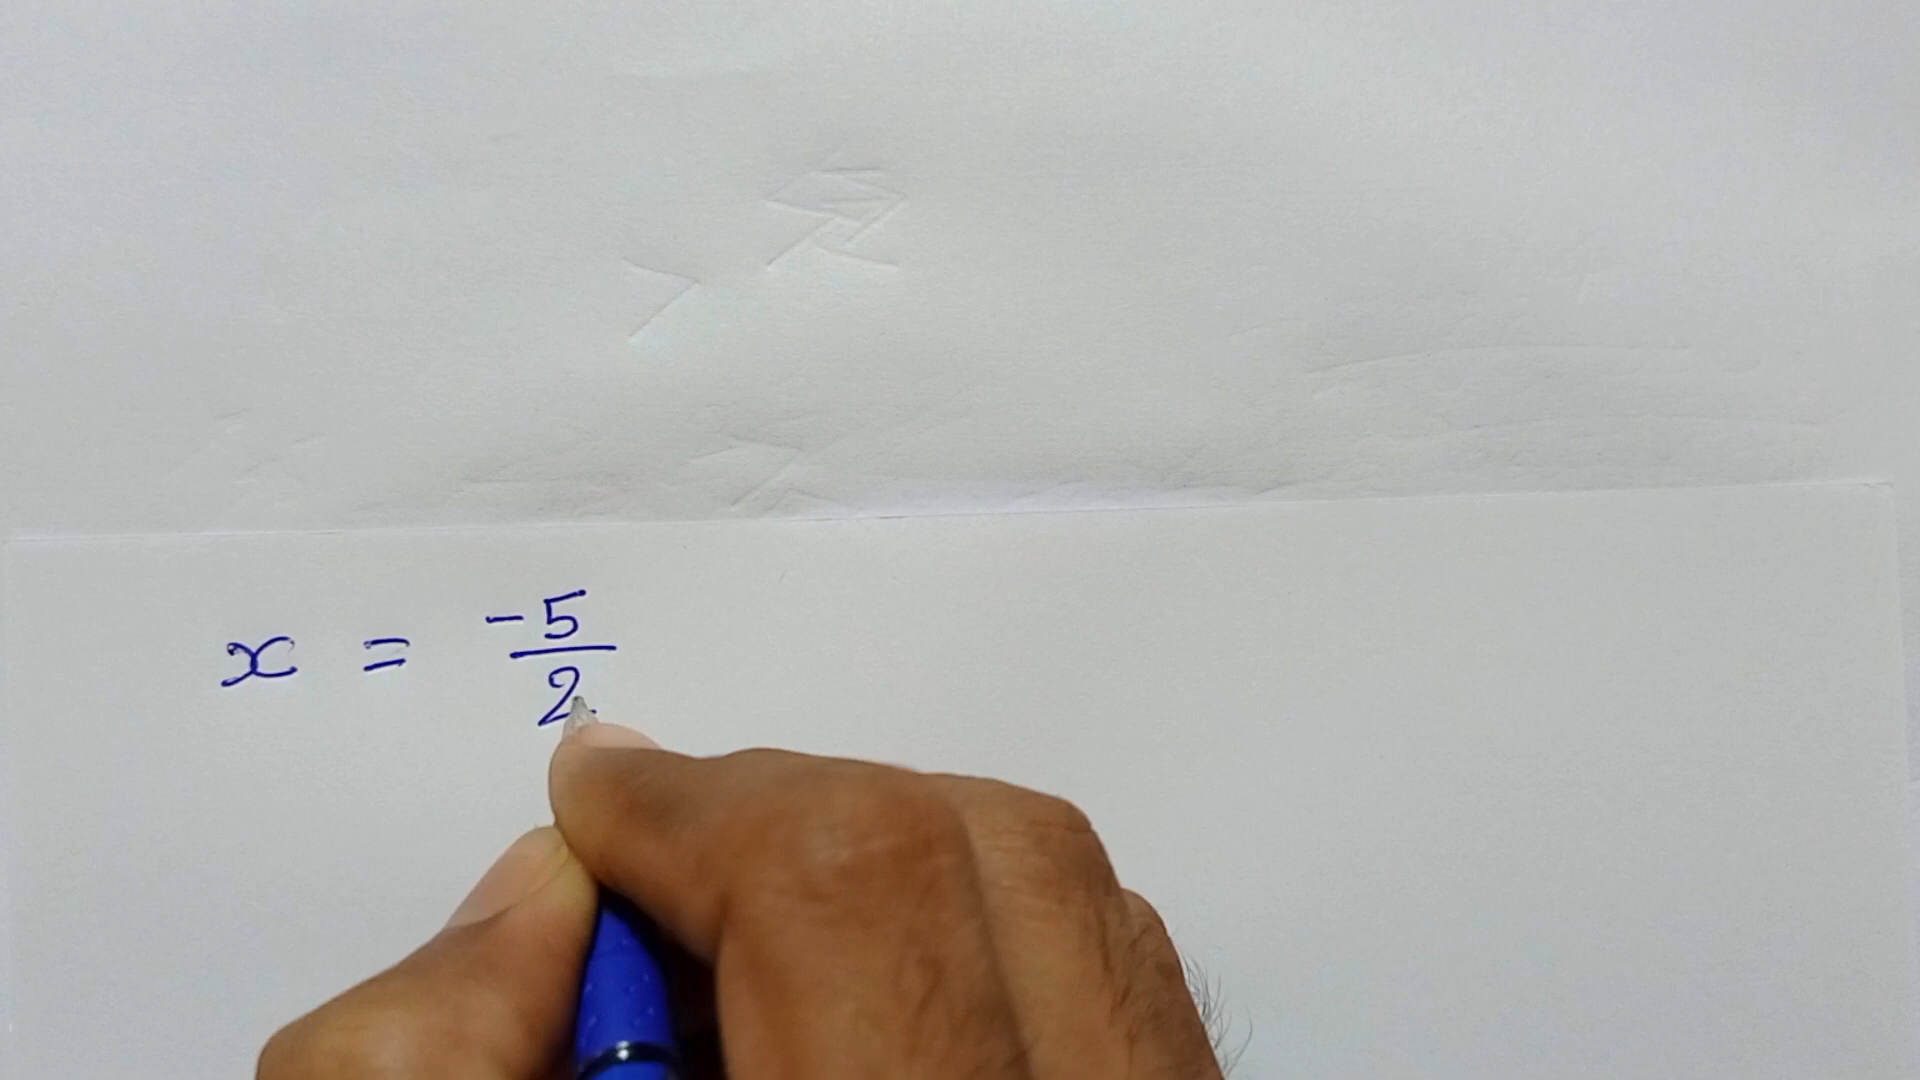 x = -5/2